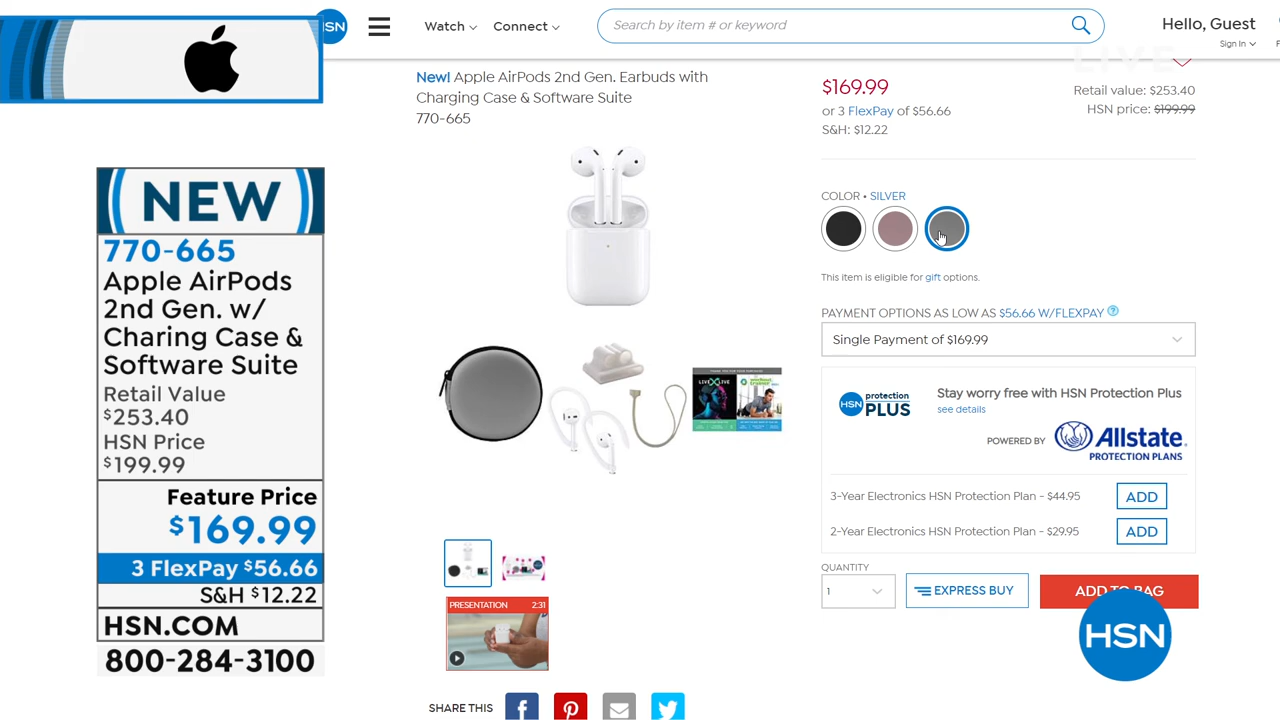 HSN
Watch
Connect
Search by item # or keyword
Hello, Guest
Sign In
F
LIVE
NEW
770-665
Apple AirPods
2nd Gen. w/
Charing Case &
Software Suite
Retail Value
$253.40
HSN Price
$199.99
Feature Price
$169.99
3 FlexPay $56.66
S&H $12.22
HSN.COM
800-284-3100
New! Apple AirPods 2nd Gen. Earbuds with
Charging Case & Software Suite
770-665
LIVEXLIVE
workout
trainer
PRESENTATION 2:31
SHARE THIS
$169.99
or 3 FlexPay of $56.66
S&H: $12.22
Retail value: $253.40
HSN price: $199.99
COLOR • SILVER
This item is eligible for gift options.
PAYMENT OPTIONS AS LOW AS $56.66 W/FLEXPAY ?
Single Payment of $169.99
HSN protection PLUS
Stay worry free with HSN Protection Plus
see details
POWERED BY Allstate.
PROTECTION PLANS
3-Year Electronics HSN Protection Plan - $44.95 ADD
2-Year Electronics HSN Protection Plan - $29.95 ADD
QUANTITY
1
EXPRESS BUY
ADD TO BAG
HSN